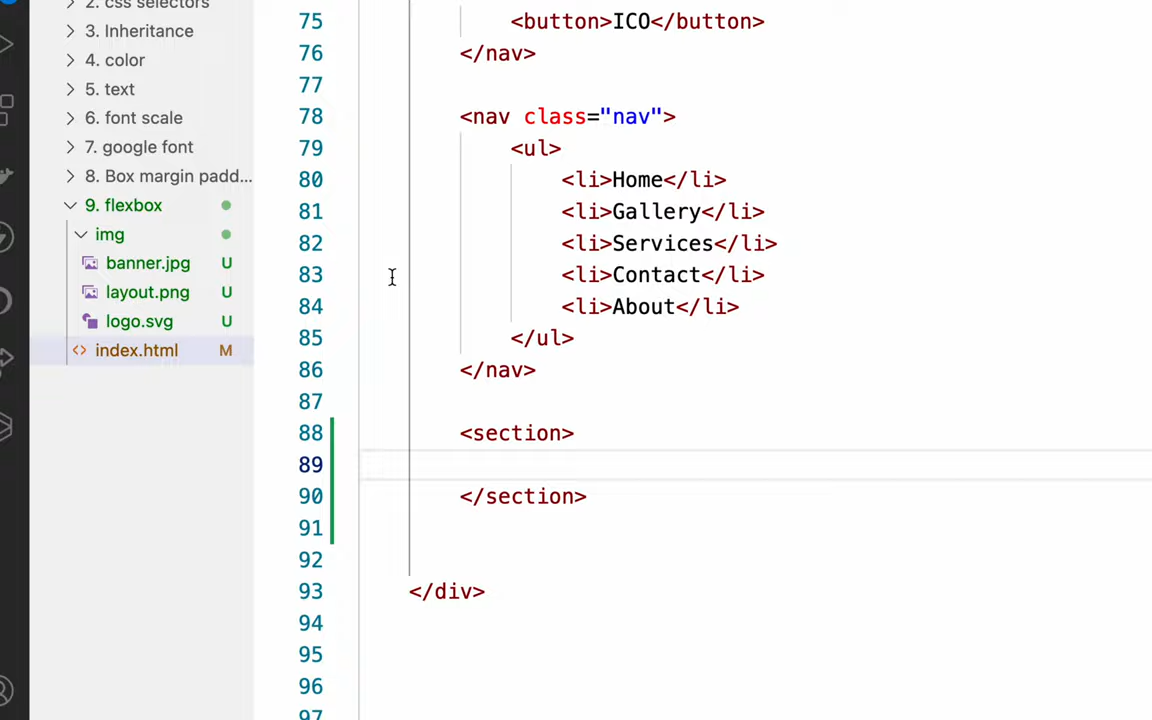 2. css selectors
3. Inheritance
4. color
5. text
6. font scale
7. google font
8. Box margin padd...
9. flexbox
img
banner.jpg U
layout.png U
logo.svg U
index.html M
75 <button>ICO</button>
76 </nav>
77
78 <nav class="nav">
79 <ul>
80 <li>Home</li>
81 <li>Gallery</li>
82 <li>Services</li>
83 <li>Contact</li>
84 <li>About</li>
85 </ul>
86 </nav>
87
88 <section>
89
90 </section>
91
92
93 </div>
94
95
96
97